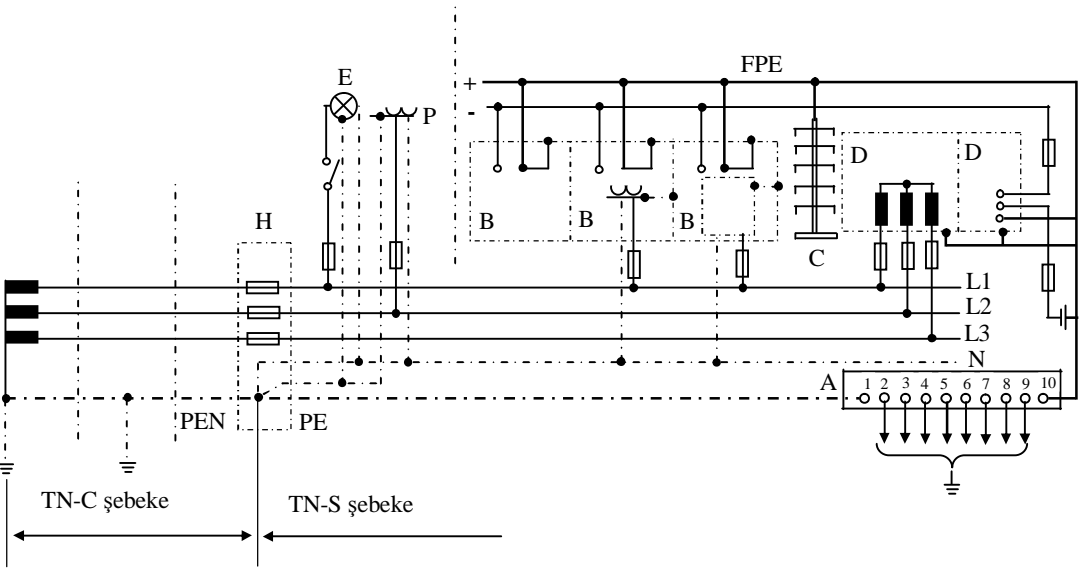 FPE
E
+
P
-
D
D
H
B
B
B
C
L1
L2
L3
N
A
1 2 3 4 5 6 7 8 9 10
PEN
PE
TN-C şebeke
TN-S şebeke